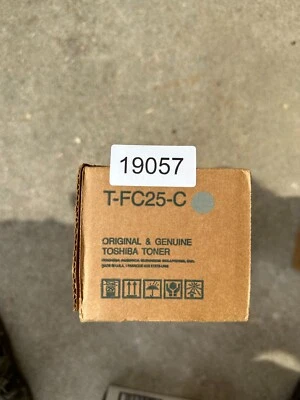 19057
T-FC25-C
ORIGINAL & GENUINE
TOSHIBA TONER